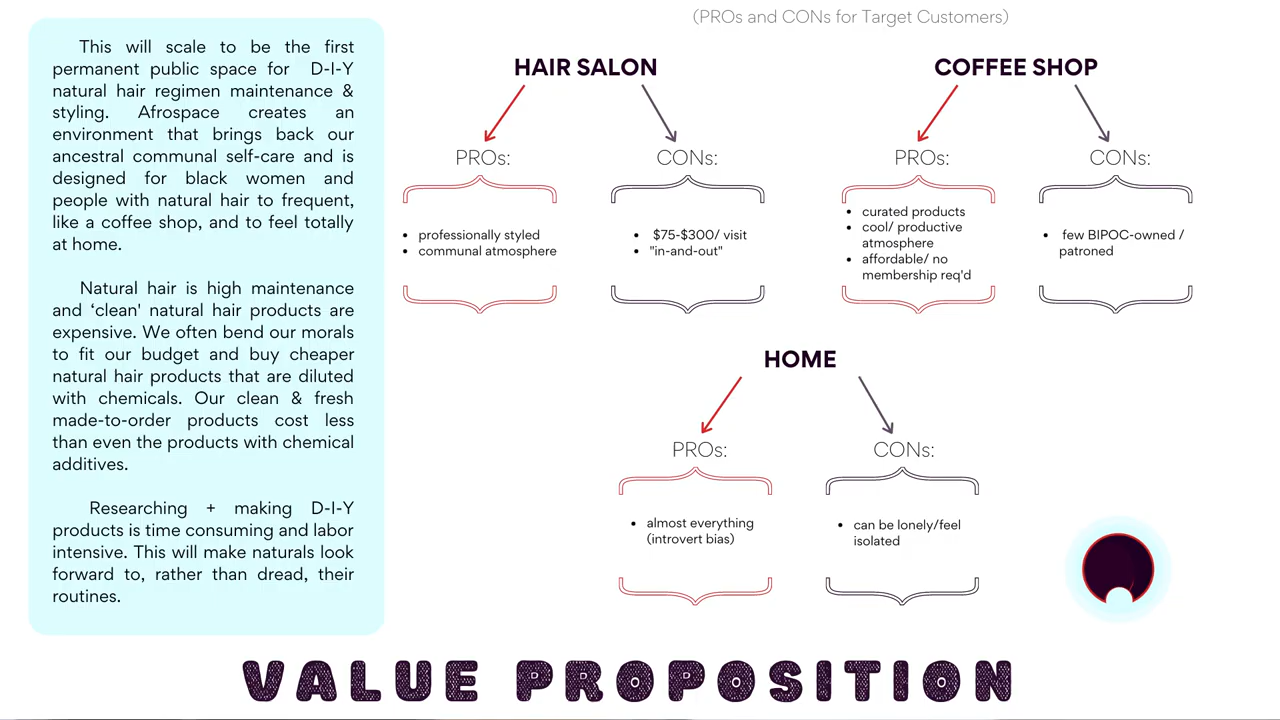 (PROs and CONs for Target Customers)
This will scale to be the first
permanent public space for D-I-Y
natural hair regimen maintenance &
styling. Afrospace creates an
environment that brings back our
ancestral communal self-care and is
designed for black women and
people with natural hair to frequent,
like a coffee shop, and to feel totally
at home.
Natural hair is high maintenance
and ‘clean' natural hair products are
expensive. We often bend our morals
to fit our budget and buy cheaper
natural hair products that are diluted
with chemicals. Our clean & fresh
made-to-order products cost less
than even the products with chemical
additives.
Researching + making D-I-Y
products is time consuming and labor
intensive. This will make naturals look
forward to, rather than dread, their
routines.
HAIR SALON
PROs:
• professionally styled
• communal atmosphere
CONs:
• $75-$300/ visit
• "in-and-out"
COFFEE SHOP
PROs:
• curated products
• cool/ productive
atmosphere
• affordable/ no
membership req'd
CONs:
• few BIPOC-owned /
patroned
HOME
PROs:
• almost everything
(introvert bias)
CONs:
• can be lonely/feel
isolated
VALUE PROPOSITION